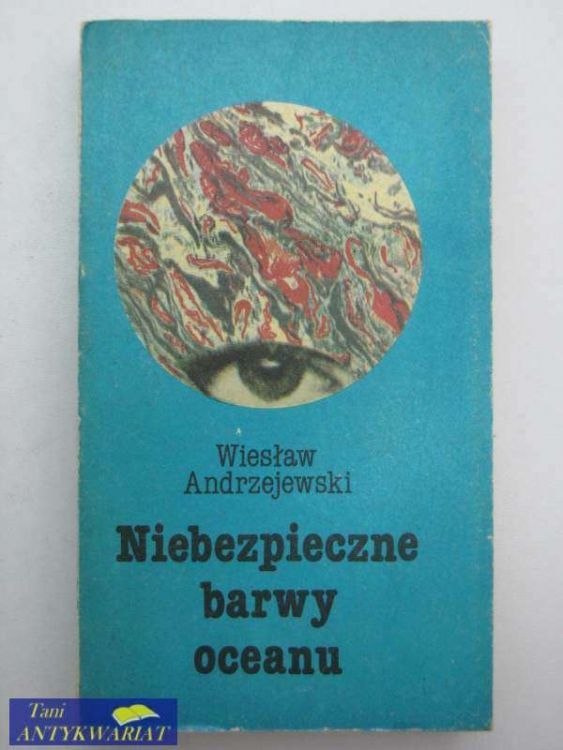 Wiesław
Andrzejewski
Niebezpieczne
barwy
oceanu
Tani
ANTYKWARIAT